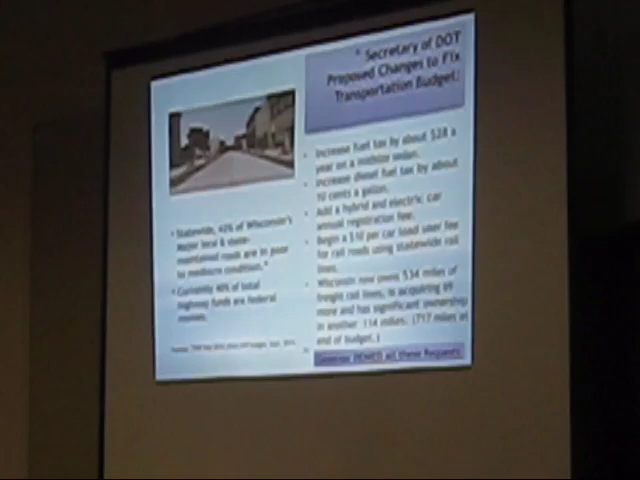 * Secretary of DOT
Proposed Changes to Fix
Transportation Budget:
• Increase fuel tax by about $28 a
year on a midsize sedan.
• Increase diesel fuel tax by about
10 cents a gallon.
• Add a hybrid and electric car
annual registration fee.
• Begin a $10 per car load user fee
for rail roads using statewide rail
lines.
• Wisconsin now owns 534 miles of
freight rail lines, is acquiring 69
more and has significant ownership
in another 114 miles. (717 miles at
end of budget.)
Governor DENIED all these Requests
* Statewide, 42% of Wisconsin's
Major local & state-
maintained roads are in poor
to mediocre condition.*
* Currently 40% of total
highway funds are federal
monies.